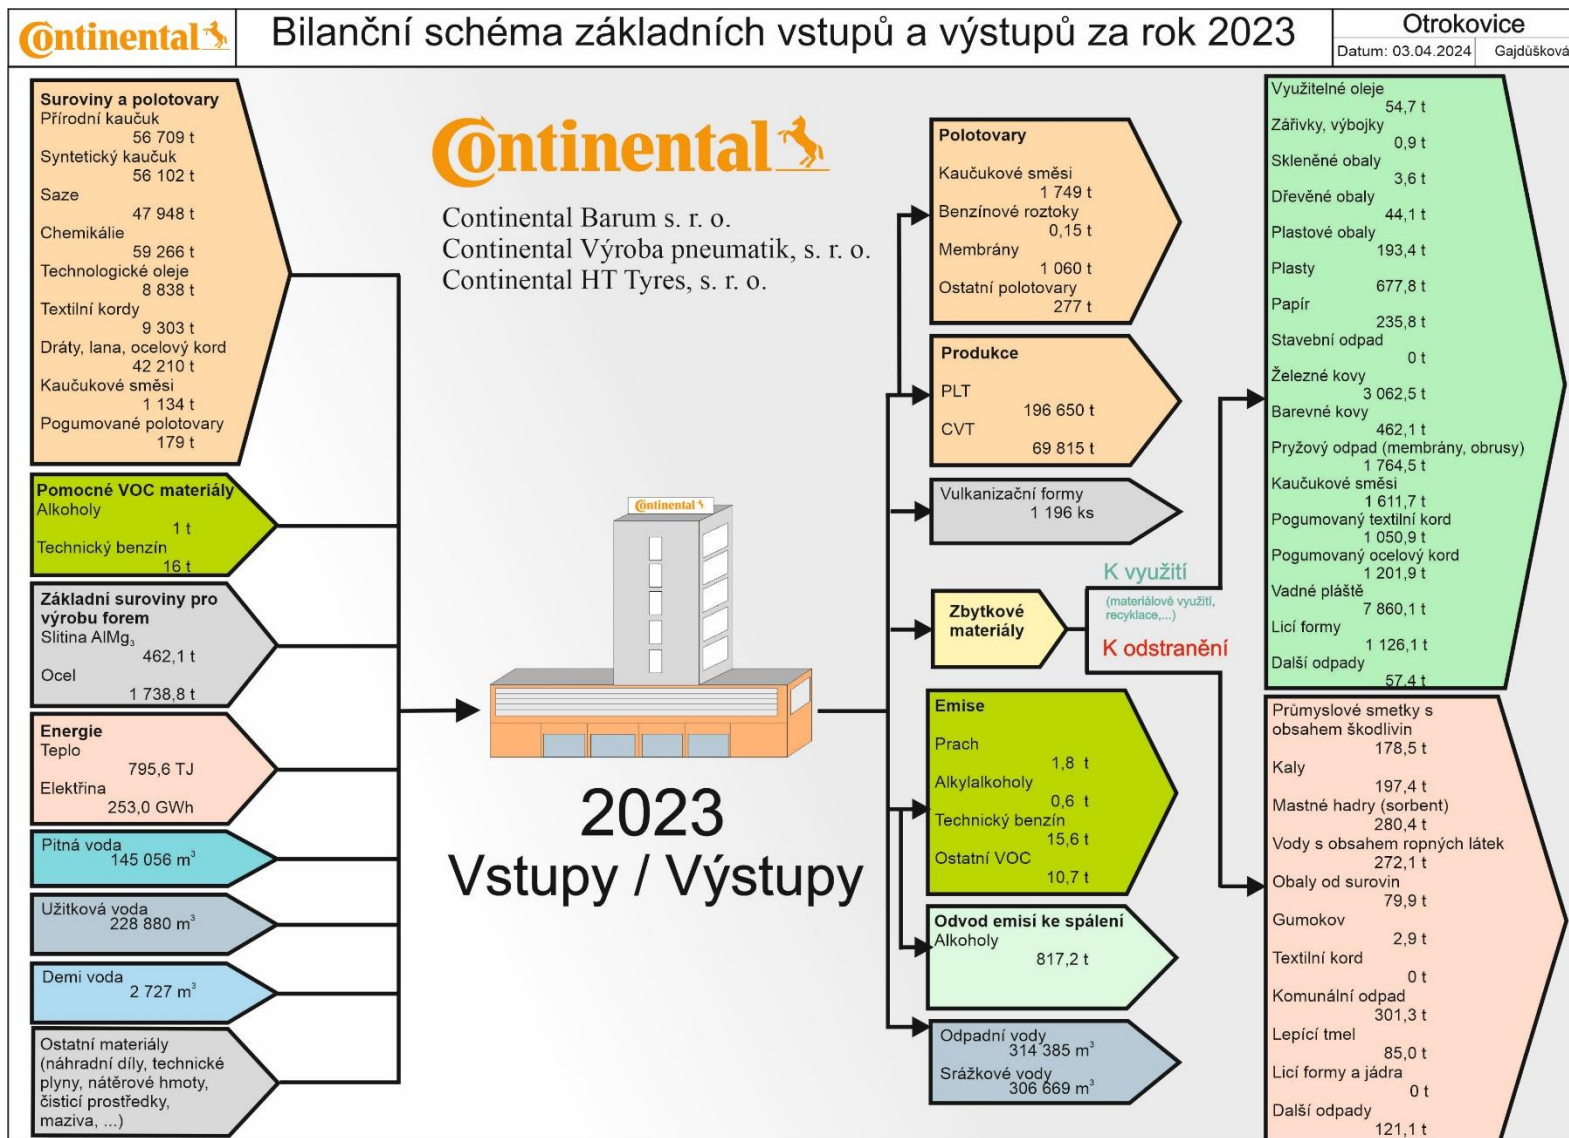 Continental
Bilanční schéma základních vstupů a výstupů za rok 2023
Otrokovice
Datum: 03.04.2024 Gajdůšková
Suroviny a polotovary
Přírodní kaučuk
56 709 t
Syntetický kaučuk
56 102 t
Saze
47 948 t
Chemikálie
59 266 t
Technologické oleje
8 838 t
Textilní kordy
9 303 t
Dráty, lana, ocelový kord
42 210 t
Kaučukové směsi
1 134 t
Pogumované polotovary
179 t
Pomocné VOC materiály
Alkoholy
1 t
Technický benzín
16 t
Základní suroviny pro
výrobu forem
Slitina AlMg₃
462,1 t
Ocel
1 738,8 t
Energie
Teplo
795,6 TJ
Elektřina
253,0 GWh
Pitná voda
145 056 m³
Užitková voda
228 880 m³
Demi voda
2 727 m³
Ostatní materiály
(náhradní díly, technické
plyny, nátěrové hmoty,
čisticí prostředky,
maziva, ...)
Continental
Continental Barum s. r. o.
Continental Výroba pneumatik, s. r. o.
Continental HT Tyres, s. r. o.
Continental
2023
Vstupy / Výstupy
Polotovary
Kaučukové směsi
1 749 t
Benzínové roztoky
0,15 t
Membrány
1 060 t
Ostatní polotovary
277 t
Produkce
PLT
196 650 t
CVT
69 815 t
Vulkanizační formy
1 196 ks
Zbytkové
materiály
K využití
(materiálové využití,
recyklace,...)
K odstranění
Emise
Prach
1,8 t
Alkylalkoholy
0,6 t
Technický benzín
15,6 t
Ostatní VOC
10,7 t
Odvod emisí ke spálení
Alkoholy
817,2 t
Odpadní vody
314 385 m³
Srážkové vody
306 669 m³
Využitelné oleje
54,7 t
Zářivky, výbojky
0,9 t
Skleněné obaly
3,6 t
Dřevěné obaly
44,1 t
Plastové obaly
193,4 t
Plasty
677,8 t
Papír
235,8 t
Stavební odpad
0 t
Železné kovy
3 062,5 t
Barevné kovy
462,1 t
Pryžový odpad (membrány, obrusy)
1 764,5 t
Kaučukové směsi
1 611,7 t
Pogumovaný textilní kord
1 050,9 t
Pogumovaný ocelový kord
1 201,9 t
Vadné pláště
7 860,1 t
Licí formy
1 126,1 t
Další odpady
57,4 t
Průmyslové smetky s
obsahem škodlivin
178,5 t
Kaly
197,4 t
Mastné hadry (sorbent)
280,4 t
Vody s obsahem ropných látek
272,1 t
Obaly od surovin
79,9 t
Gumokov
2,9 t
Textilní kord
0 t
Komunální odpad
301,3 t
Lepící tmel
85,0 t
Licí formy a jádra
0 t
Další odpady
121,1 t